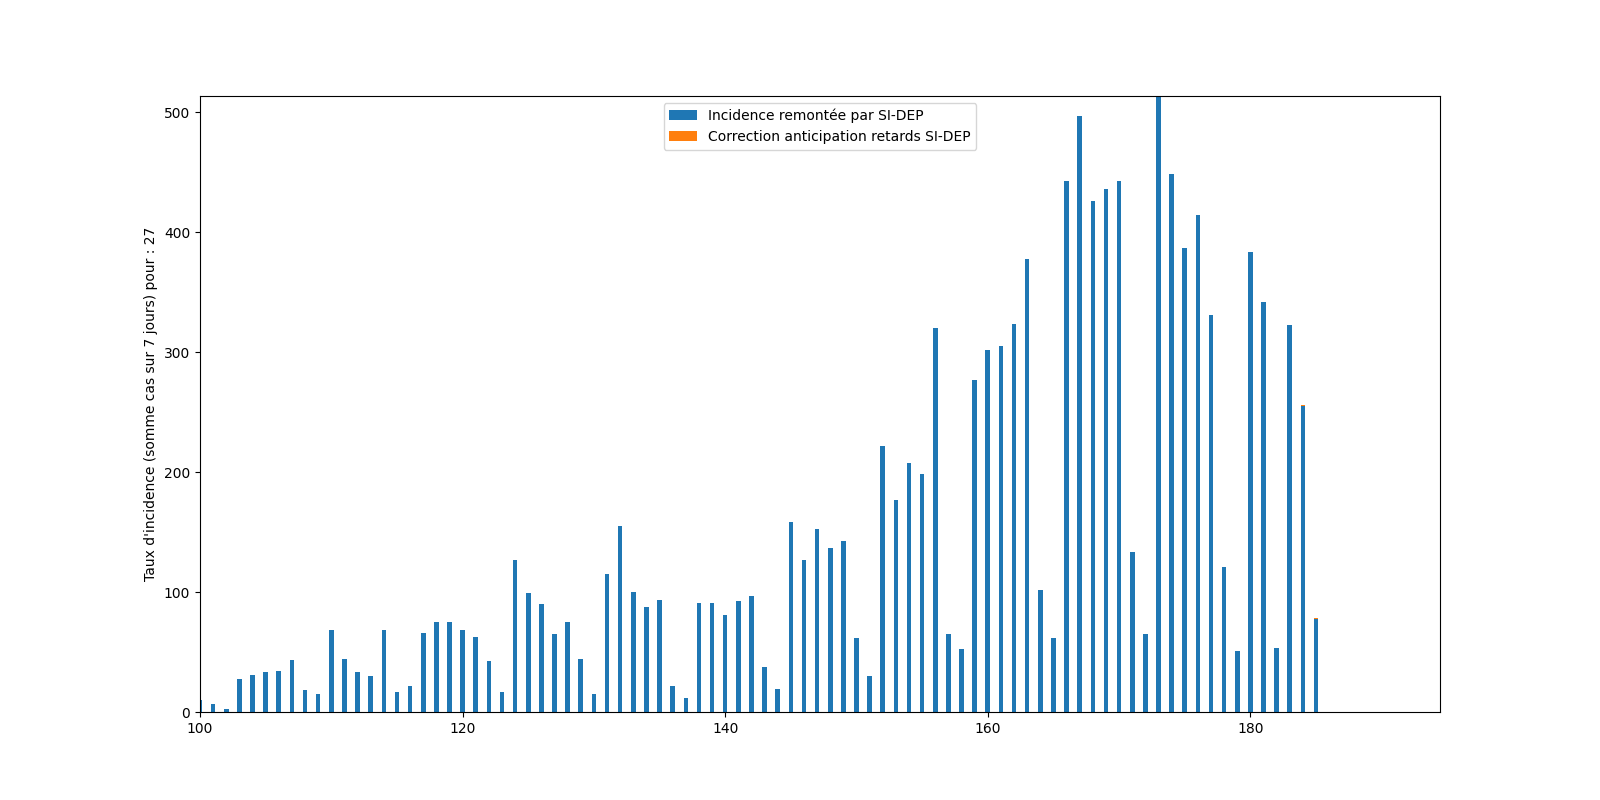 Incidence remontée par SI-DEP
Correction anticipation retards SI-DEP
Taux d'incidence (somme cas sur 7 jours) pour : 27
500
400
300
200
100
0
100 120 140 160 180